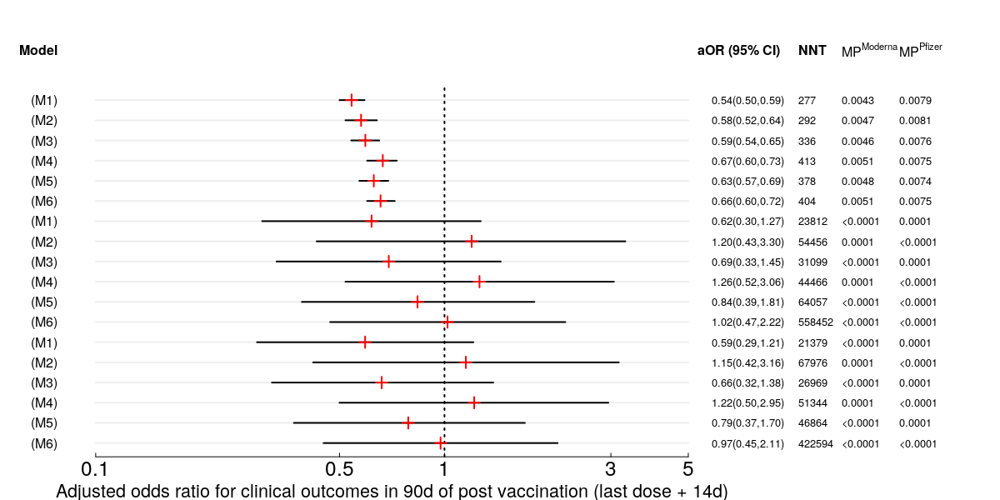 Model aOR (95% CI) NNT MP^Moderna MP^Pfizer
(M1) 0.54(0.50,0.59) 277 0.0043 0.0079
(M2) 0.58(0.52,0.64) 292 0.0047 0.0081
(M3) 0.59(0.54,0.65) 336 0.0046 0.0076
(M4) 0.67(0.60,0.73) 413 0.0051 0.0075
(M5) 0.63(0.57,0.69) 378 0.0048 0.0074
(M6) 0.66(0.60,0.72) 404 0.0051 0.0075
(M1) 0.62(0.30,1.27) 23812 <0.0001 0.0001
(M2) 1.20(0.43,3.30) 54456 0.0001 <0.0001
(M3) 0.69(0.33,1.45) 31099 <0.0001 0.0001
(M4) 1.26(0.52,3.06) 44466 0.0001 <0.0001
(M5) 0.84(0.39,1.81) 64057 <0.0001 <0.0001
(M6) 1.02(0.47,2.22) 558452 <0.0001 <0.0001
(M1) 0.59(0.29,1.21) 21379 <0.0001 0.0001
(M2) 1.15(0.42,3.16) 67976 0.0001 <0.0001
(M3) 0.66(0.32,1.38) 26969 <0.0001 0.0001
(M4) 1.22(0.50,2.95) 51344 0.0001 <0.0001
(M5) 0.79(0.37,1.70) 46864 <0.0001 0.0001
(M6) 0.97(0.45,2.11) 422594 <0.0001 <0.0001
0.1 0.5 1 3 5
Adjusted odds ratio for clinical outcomes in 90d of post vaccination (last dose + 14d)